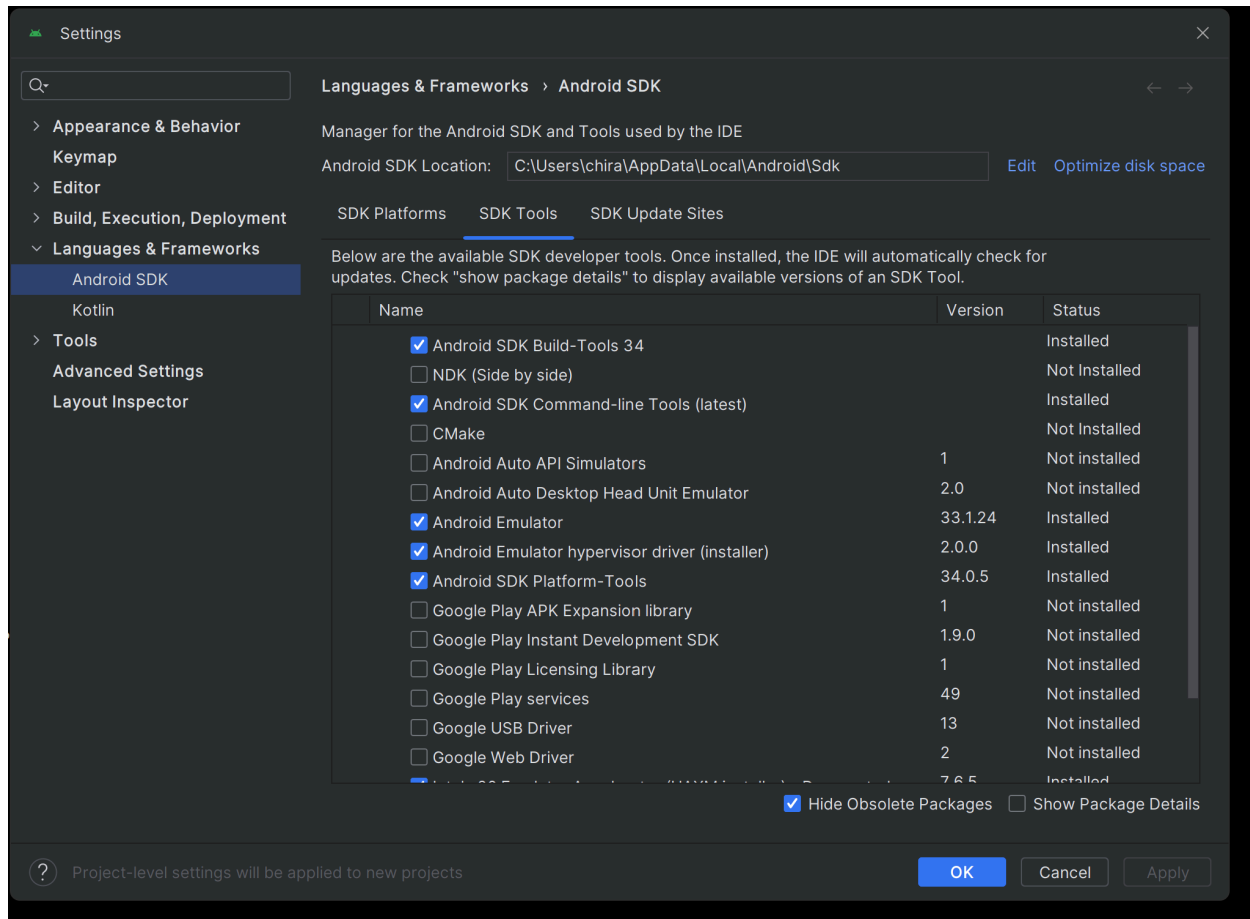 Settings
Languages & Frameworks › Android SDK
Appearance & Behavior
Keymap
Editor
Build, Execution, Deployment
Languages & Frameworks
Android SDK
Kotlin
Tools
Advanced Settings
Layout Inspector
Manager for the Android SDK and Tools used by the IDE
Android SDK Location: C:\Users\chira\AppData\Local\Android\Sdk Edit Optimize disk space
SDK Platforms SDK Tools SDK Update Sites
Below are the available SDK developer tools. Once installed, the IDE will automatically check for
updates. Check "show package details" to display available versions of an SDK Tool.
Name Version Status
Android SDK Build-Tools 34 Installed
NDK (Side by side) Not Installed
Android SDK Command-line Tools (latest) Installed
CMake Not Installed
Android Auto API Simulators 1 Not installed
Android Auto Desktop Head Unit Emulator 2.0 Not installed
Android Emulator 33.1.24 Installed
Android Emulator hypervisor driver (installer) 2.0.0 Installed
Android SDK Platform-Tools 34.0.5 Installed
Google Play APK Expansion library 1 Not installed
Google Play Instant Development SDK 1.9.0 Not installed
Google Play Licensing Library 1 Not installed
Google Play services 49 Not installed
Google USB Driver 13 Not installed
Google Web Driver 2 Not installed
7.6.5 Installed
Hide Obsolete Packages Show Package Details
? Project-level settings will be applied to new projects
OK Cancel Apply